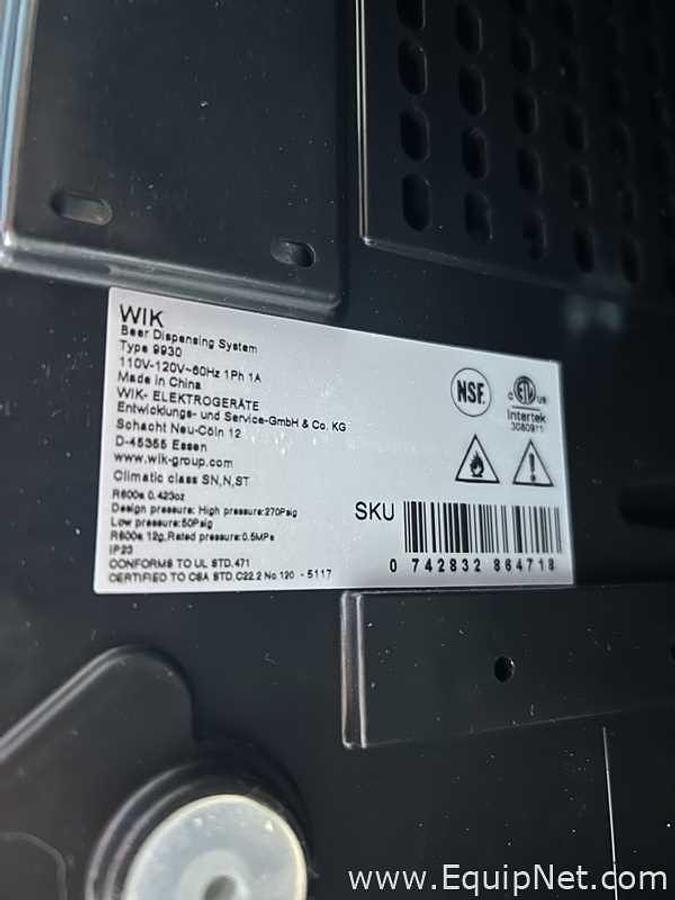 WIK
Beer Dispensing System
Type 9930
110V-120V~60Hz 1Ph 1A
Made in China
WIK- ELEKTROGERÄTE
Entwicklungs- und Service-GmbH & Co. KG
Schacht Neu-Cöln 12
D-45355 Essen
www.wik-group.com
Climatic class SN,N,ST
R600a 0.423oz
Design pressure: High pressure:270Psig
Low pressure:50Psig
R600a 12g, Rated pressure:0.5MPa
IP23
CONFORMS TO UL STD.471
CERTIFIED TO CSA STD.C22.2 No 120 - 5117
NSF.
C ETL US
Intertek
3080911
SKU
0 742832 864718
www.EquipNet.com